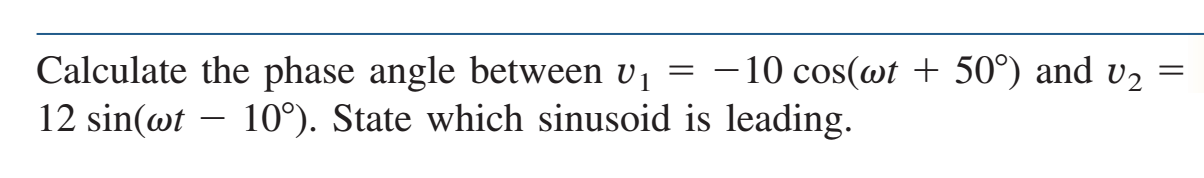 Calculate the phase angle between v₁ = −10 cos(ωt + 50°) and v₂ =
12 sin(ωt − 10°). State which sinusoid is leading.